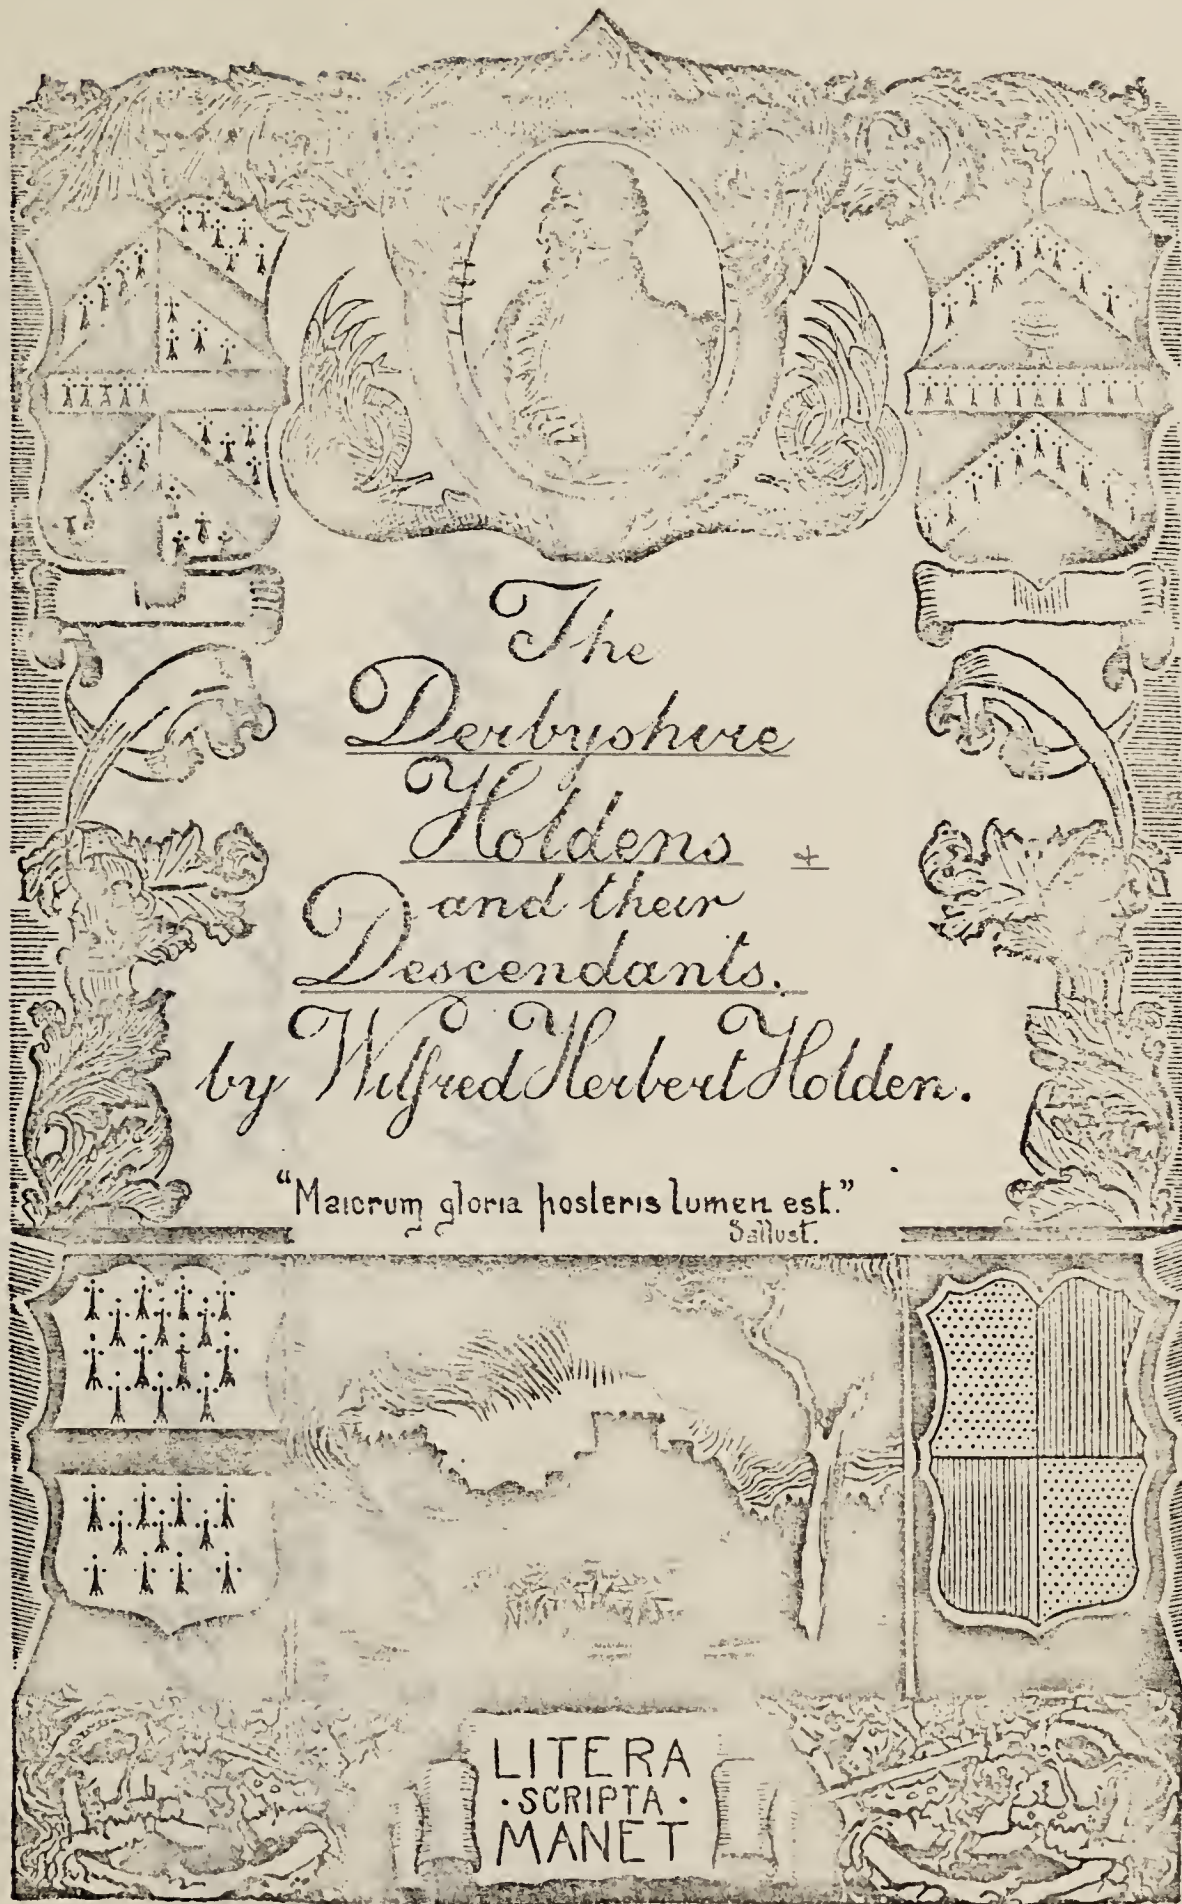 The
Derbyshire
Holdens
and their
Descendants.
by Wilfred Herbert Holden.
"Maiorum gloria posteris lumen est."
Sallust.
LITERA
· SCRIPTA ·
MANET